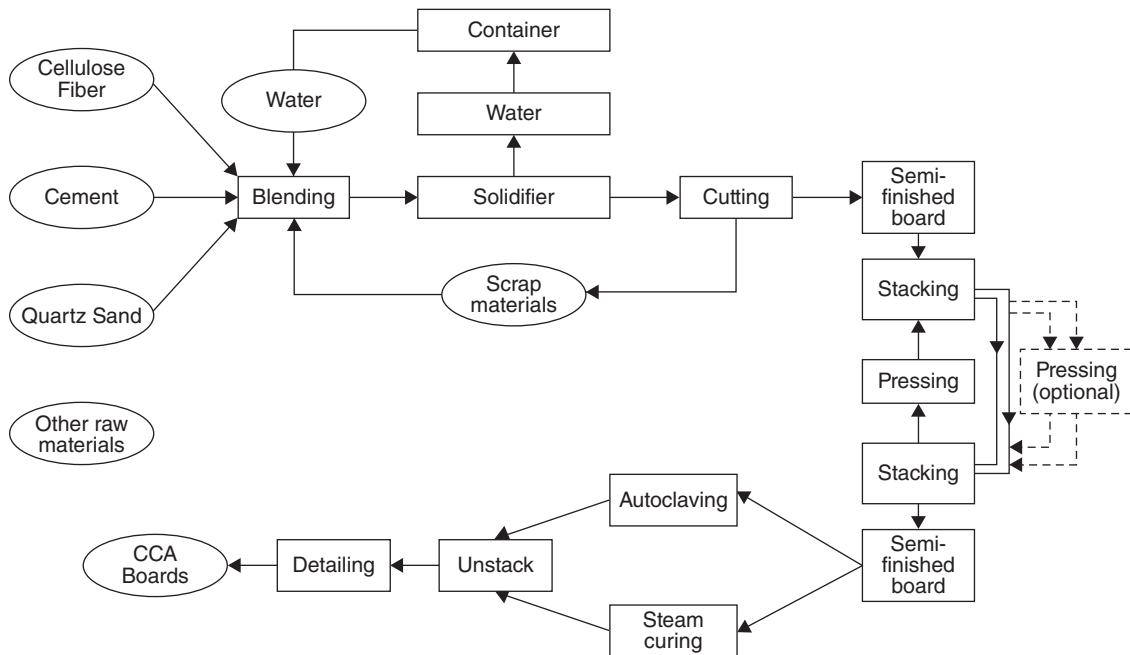 Container
Cellulose
Fiber
Water
Water
Cement
Blending
Solidifier
Cutting
Semi-
finished
board
Quartz Sand
Scrap
materials
Stacking
Pressing
Pressing
(optional)
Other raw
materials
Stacking
Autoclaving
CCA
Boards
Detailing
Unstack
Semi-
finished
board
Steam
curing